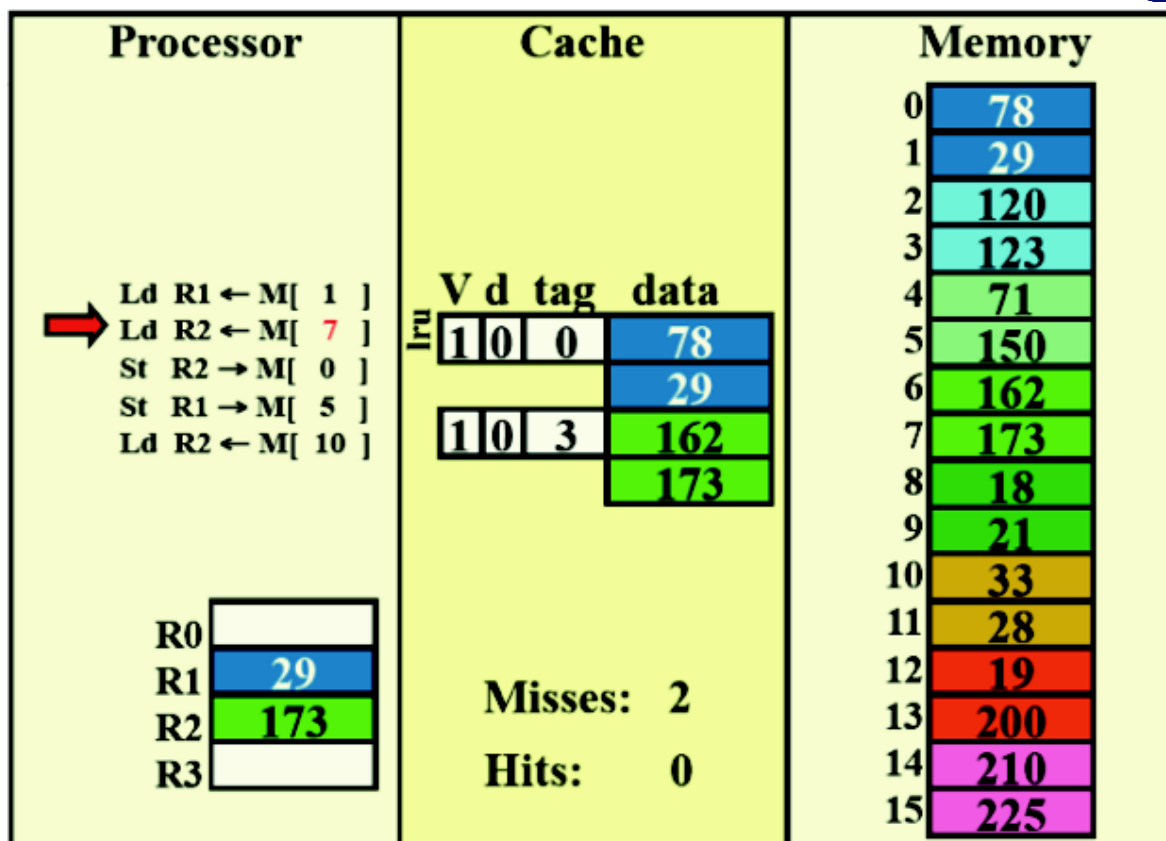 Processor
Ld R1 ← M[ 1 ]
Ld R2 ← M[ 7 ]
St R2 → M[ 0 ]
St R1 → M[ 5 ]
Ld R2 ← M[ 10 ]
R0
R1 29
R2 173
R3
Cache
V d tag data
lru
1 0 0 78
29
1 0 3 162
173
Misses: 2
Hits: 0
Memory
0 78
1 29
2 120
3 123
4 71
5 150
6 162
7 173
8 18
9 21
10 33
11 28
12 19
13 200
14 210
15 225